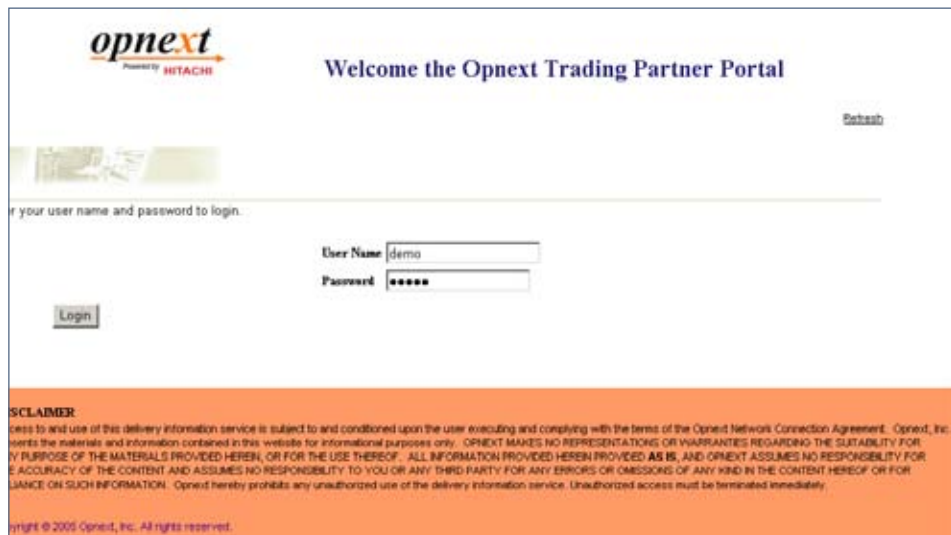 opnext
Powered by HITACHI
Welcome the Opnext Trading Partner Portal
Refresh
r your user name and password to login.
User Name demo
Password •••••
Login
SCLAIMER
cess to and use of this delivery information service is subject to and conditioned upon the user executing and complying with the terms of the Opnext Network Connection Agreement. Opnext, Inc.
sents the materials and information contained in this website for informational purposes only. OPNEXT MAKES NO REPRESENTATIONS OR WARRANTIES REGARDING THE SUITABILITY FOR
Y PURPOSE OF THE MATERIALS PROVIDED HEREIN, OR FOR THE USE THEREOF. ALL INFORMATION PROVIDED HEREIN PROVIDED AS IS, AND OPNEXT ASSUMES NO RESPONSIBILITY FOR
E ACCURACY OF THE CONTENT AND ASSUMES NO RESPONSIBILITY TO YOU OR ANY THIRD PARTY FOR ANY ERRORS OR OMISSIONS OF ANY KIND IN THE CONTENT HEREOF OR FOR
LIANCE ON SUCH INFORMATION. Opnext hereby prohibits any unauthorized use of the delivery information service. Unauthorized access must be terminated immediately.
yright © 2005 Opnext, Inc. All rights reserved.